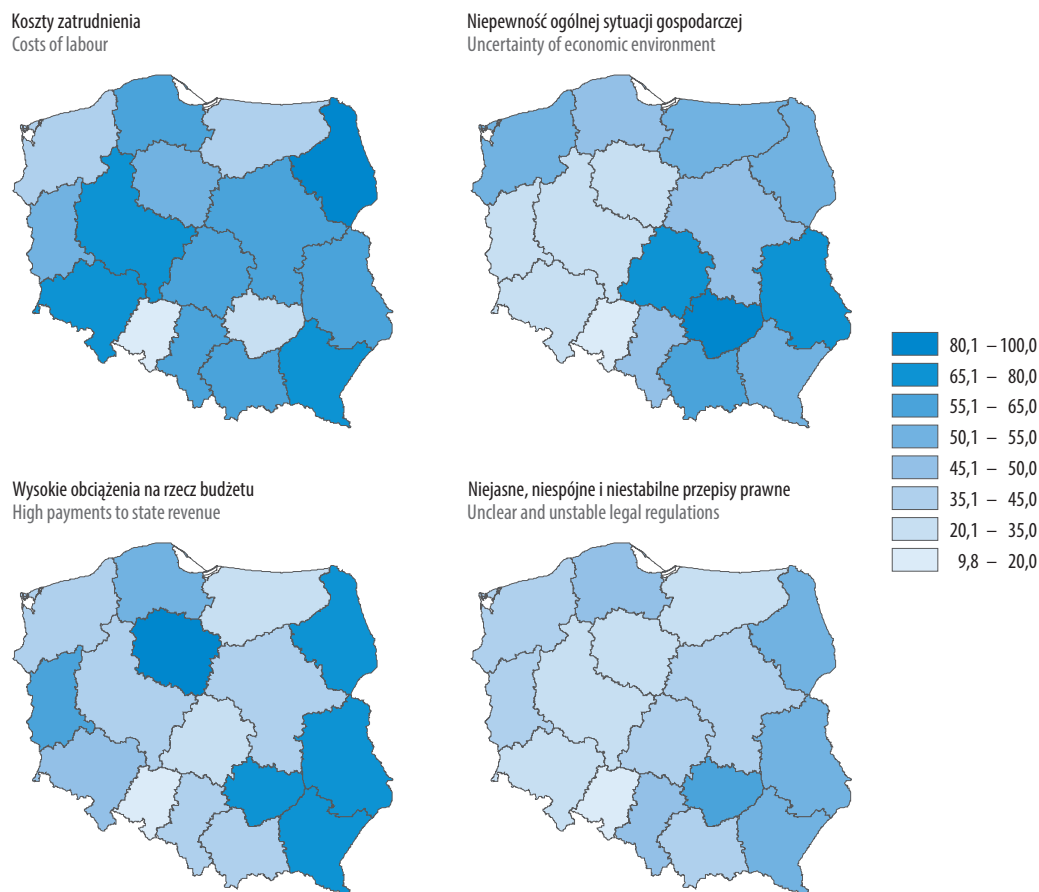 Koszty zatrudnienia
Costs of labour
Niepewność ogólnej sytuacji gospodarczej
Uncertainty of economic environment
80,1 – 100,0
65,1 – 80,0
55,1 – 65,0
50,1 – 55,0
45,1 – 50,0
35,1 – 45,0
20,1 – 35,0
9,8 – 20,0
Wysokie obciążenia na rzecz budżetu
High payments to state revenue
Niejasne, niespójne i niestabilne przepisy prawne
Unclear and unstable legal regulations